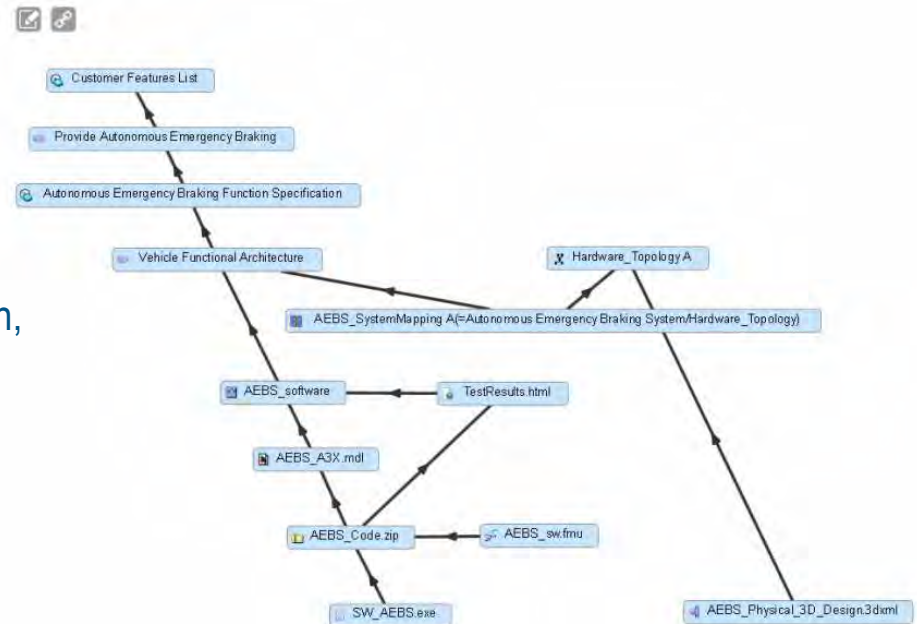 Customer Features List
Provide Autonomous Emergency Braking
Autonomous Emergency Braking Function Specification
Vehicle Functional Architecture
Hardware_Topology A
n,
AEBS_SystemMapping A(=Autonomous Emergency Braking System/Hardware_Topology)
AEBS_software
TestResults.html
AEBS_A3X.mdl
AEBS_Code.zip
AEBS_sw.fmu
SW_AEBS.exe
AEBS_Physical_3D_Design.3dxml